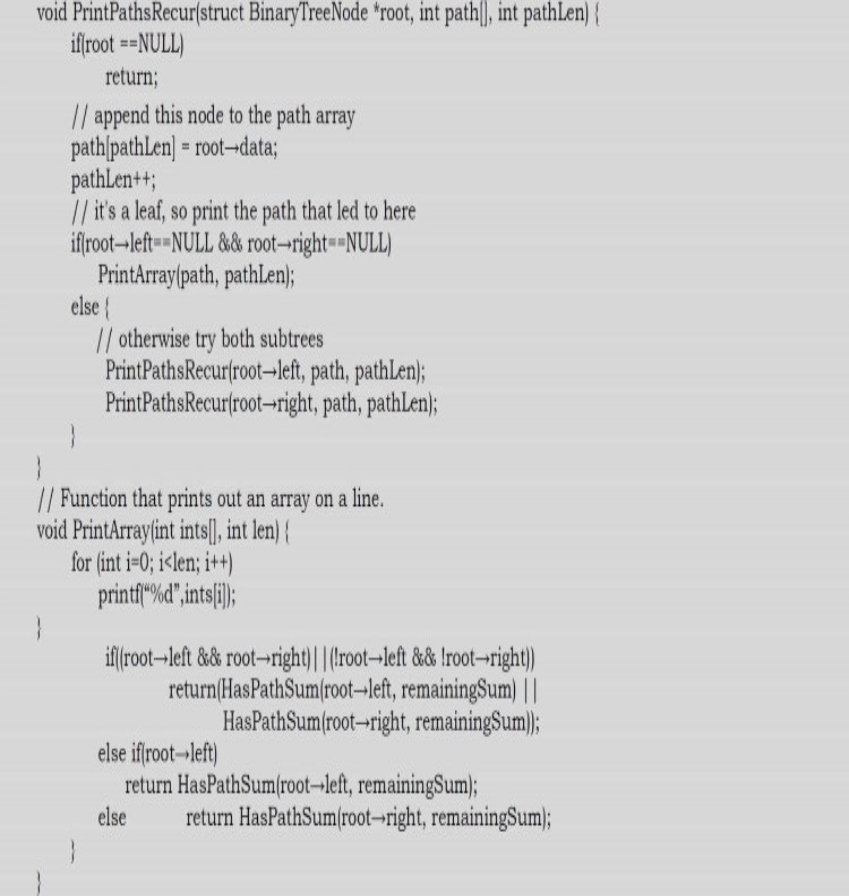 void PrintPathsRecur(struct BinaryTreeNode *root, int path[], int pathLen) {
if(root ==NULL)
return;
// append this node to the path array
path[pathLen] = root→data;
pathLen++;
// it's a leaf, so print the path that led to here
if(root→left==NULL && root→right==NULL)
PrintArray(path, pathLen);
else {
// otherwise try both subtrees
PrintPathsRecur(root→left, path, pathLen);
PrintPathsRecur(root→right, path, pathLen);
}
}
// Function that prints out an array on a line.
void PrintArray(int ints[], int len) {
for (int i=0; i<len; i++)
printf(“%d”,ints[i]);
}
if((root→left && root→right)||(!root→left && !root→right))
return(HasPathSum(root→left, remainingSum) ||
HasPathSum(root→right, remainingSum));
else if(root→left)
return HasPathSum(root→left, remainingSum);
else return HasPathSum(root→right, remainingSum);
}
}